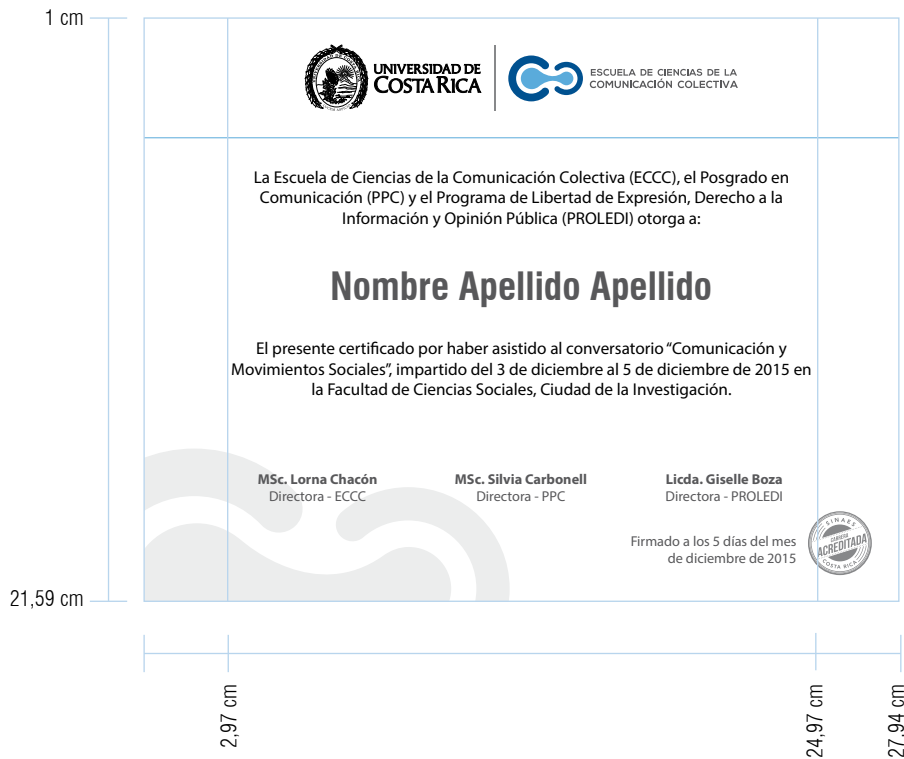 1 cm
UNIVERSIDAD DE
COSTA RICA
ESCUELA DE CIENCIAS DE LA
COMUNICACIÓN COLECTIVA
La Escuela de Ciencias de la Comunicación Colectiva (ECCC), el Posgrado en
Comunicación (PPC) y el Programa de Libertad de Expresión, Derecho a la
Información y Opinión Pública (PROLEDI) otorga a:
Nombre Apellido Apellido
El presente certificado por haber asistido al conversatorio “Comunicación y
Movimientos Sociales”, impartido del 3 de diciembre al 5 de diciembre de 2015 en
la Facultad de Ciencias Sociales, Ciudad de la Investigación.
MSc. Lorna Chacón
Directora - ECCC
MSc. Silvia Carbonell
Directora - PPC
Licda. Giselle Boza
Directora - PROLEDI
Firmado a los 5 días del mes
de diciembre de 2015
SINAES
CARRERA
ACREDITADA
COSTA RICA
21,59 cm
2,97 cm
24,97 cm
27,94 cm